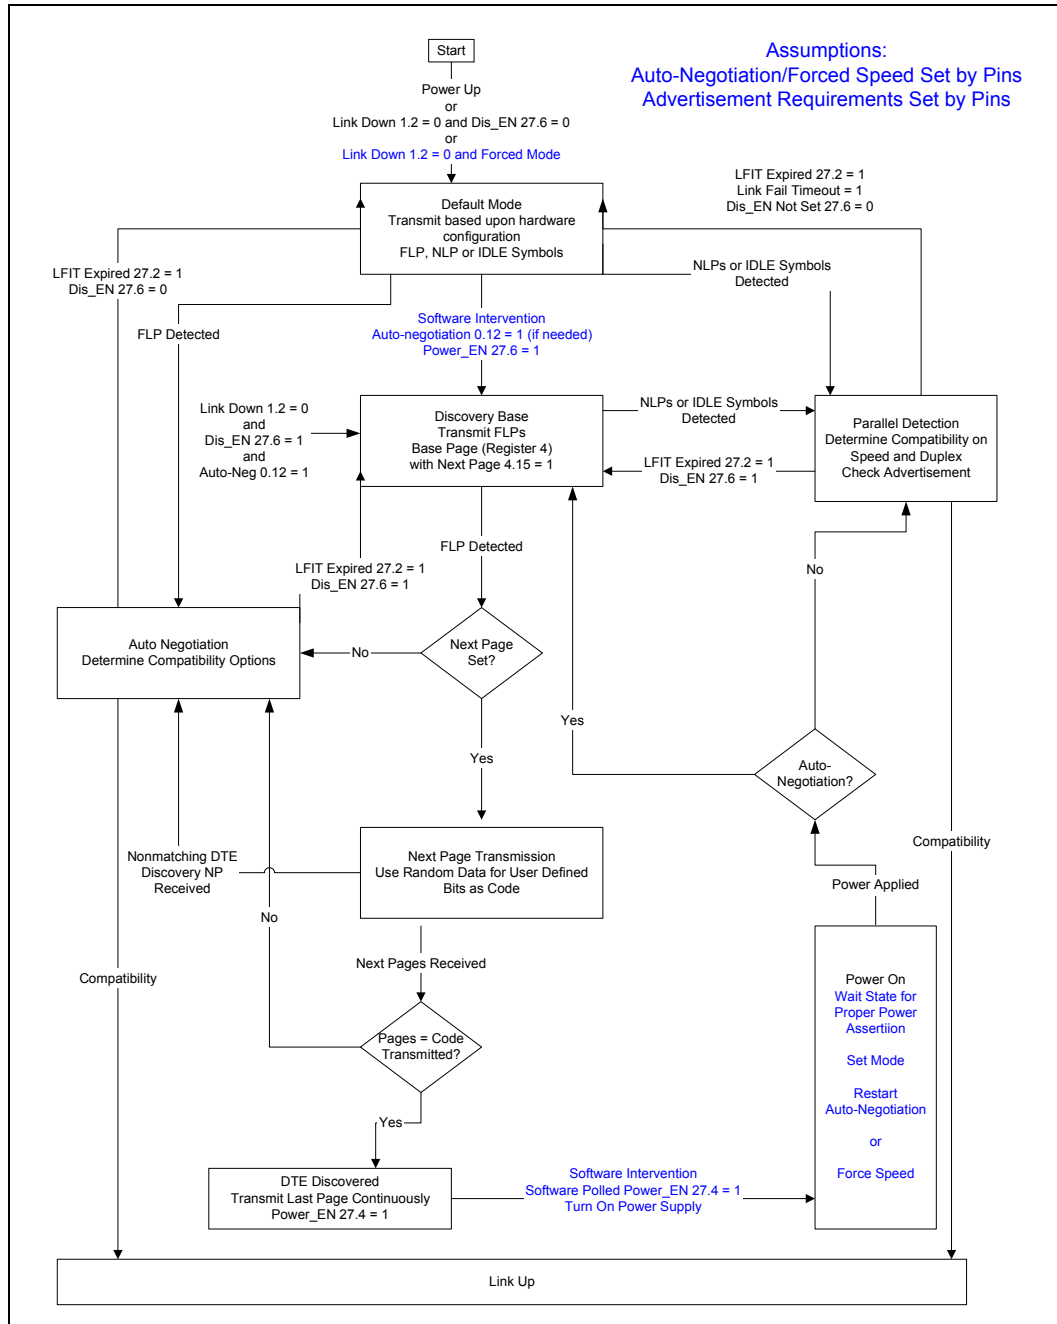 Start
Assumptions:
Auto-Negotiation/Forced Speed Set by Pins
Advertisement Requirements Set by Pins
Power Up
or
Link Down 1.2 = 0 and Dis_EN 27.6 = 0
or
Link Down 1.2 = 0 and Forced Mode
LFIT Expired 27.2 = 1
Link Fail Timeout = 1
Dis_EN Not Set 27.6 = 0
Default Mode
Transmit based upon hardware
configuration
FLP, NLP or IDLE Symbols
LFIT Expired 27.2 = 1
Dis_EN 27.6 = 0
NLPs or IDLE Symbols
Detected
FLP Detected
Software Intervention
Auto-negotiation 0.12 = 1 (if needed)
Power_EN 27.6 = 1
Link Down 1.2 = 0
and
Dis_EN 27.6 = 1
and
Auto-Neg 0.12 = 1
Discovery Base
Transmit FLPs
Base Page (Register 4)
with Next Page 4.15 = 1
NLPs or IDLE Symbols
Detected
LFIT Expired 27.2 = 1
Dis_EN 27.6 = 1
Parallel Detection
Determine Compatibility on
Speed and Duplex
Check Advertisement
FLP Detected
LFIT Expired 27.2 = 1
Dis_EN 27.6 = 1
No
Auto Negotiation
Determine Compatibility Options
No
Next Page
Set?
Yes
Yes
Auto-
Negotiation?
Nonmatching DTE
Discovery NP
Received
Next Page Transmission
Use Random Data for User Defined
Bits as Code
Compatibility
Power Applied
No
Next Pages Received
Compatibility
Pages = Code
Transmitted?
Power On
Wait State for
Proper Power
Assertiion
Set Mode
Restart
Auto-Negotiation
or
Force Speed
Yes
DTE Discovered
Transmit Last Page Continuously
Power_EN 27.4 = 1
Software Intervention
Software Polled Power_EN 27.4 = 1
Turn On Power Supply
Link Up